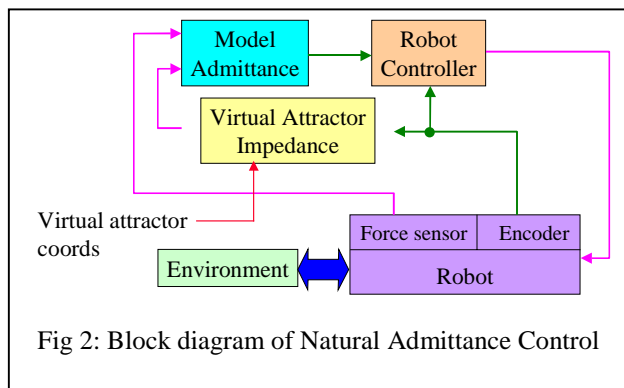 Model
Admittance
Robot
Controller
Virtual Attractor
Impedance
Virtual attractor
coords
Force sensor
Encoder
Environment
Robot
Fig 2: Block diagram of Natural Admittance Control